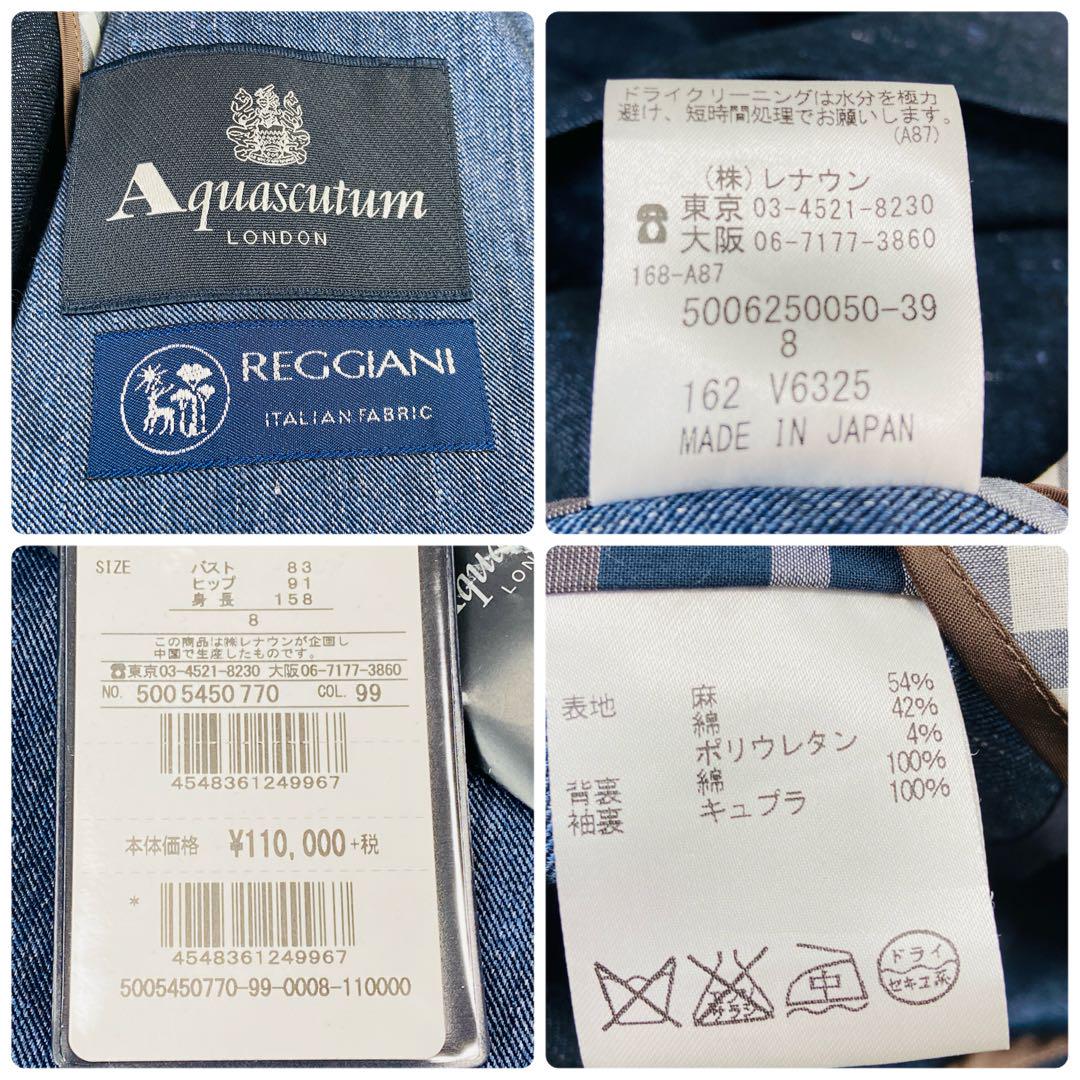 Aquascutum
LONDON
REGGIANI
ITALIAN FABRIC
ドライクリーニングは水分を極力
避け、短時間処理でお願いします。
(A87)
(株)レナウン
☎東京 03-4521-8230
大阪 06-7177-3860
168-A87
5006250050-39
8
162 V6325
MADE IN JAPAN
SIZE バスト 83
ヒップ 91
身長 158
8
この商品は㈱レナウンが企画し
中国で生産したものです。
☎東京03-4521-8230 大阪06-7177-3860
NO. 5005450770 COL. 99
4548361249967
本体価格 ¥110,000+税
*
4548361249967
5005450770-99-0008-110000
LON
表地 麻 54%
綿 42%
ポリウレタン 4%
背裏 綿 100%
袖裏 キュプラ 100%
エンソ
サラシ
中
ドライ
セキユ系